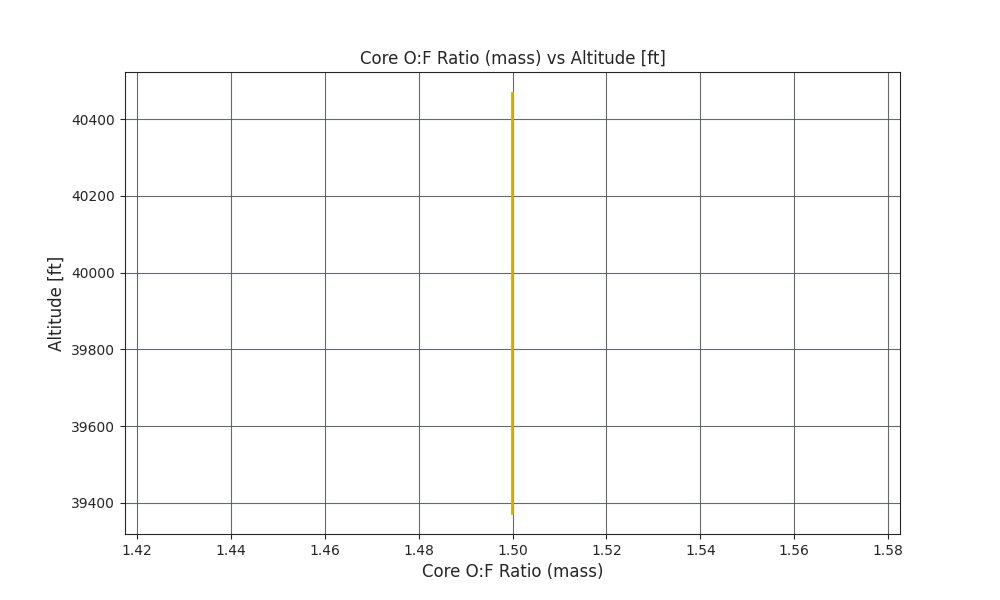 Core O:F Ratio (mass) vs Altitude [ft]
Altitude [ft]
40400
40200
40000
39800
39600
39400
1.42 1.44 1.46 1.48 1.50 1.52 1.54 1.56 1.58
Core O:F Ratio (mass)